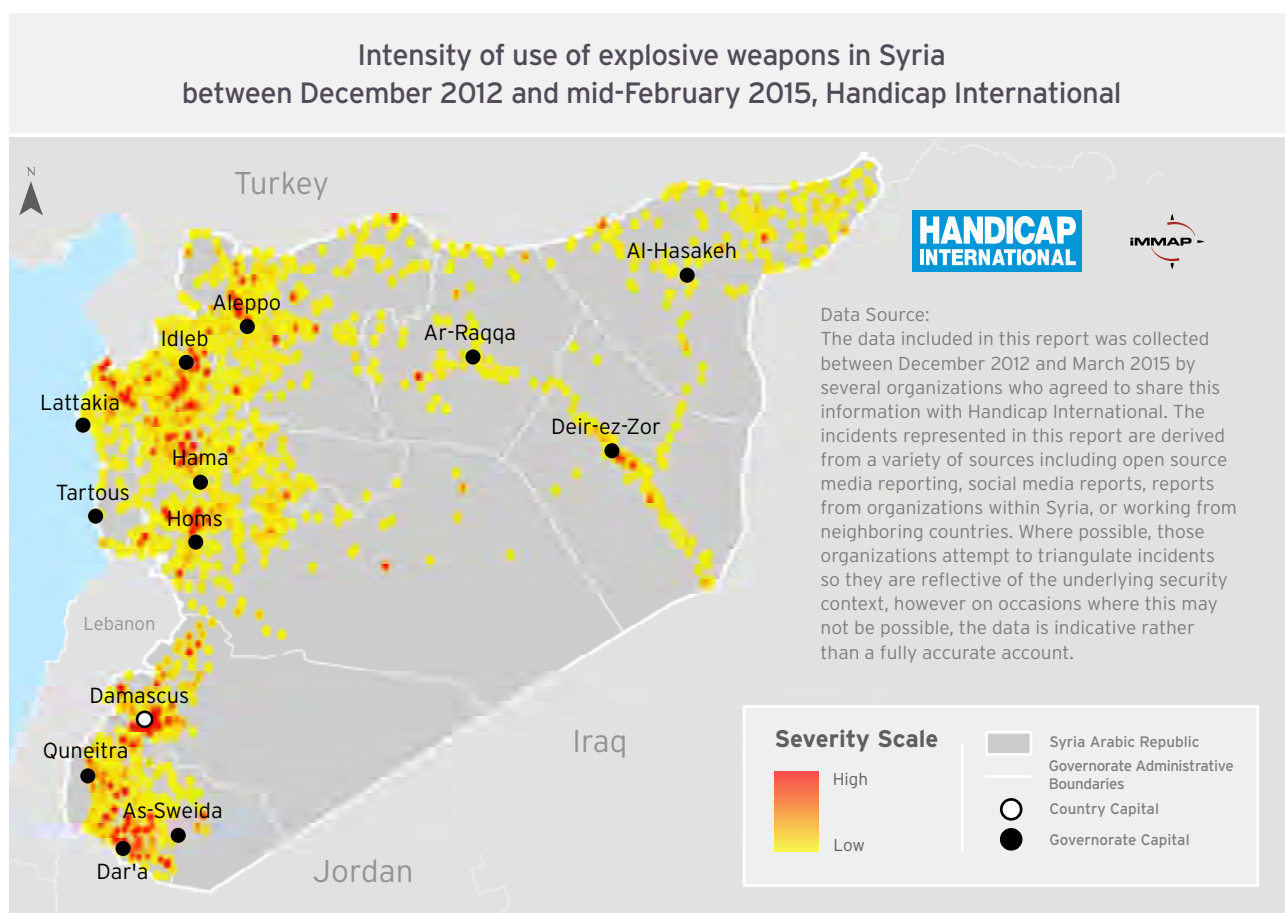 Intensity of use of explosive weapons in Syria
between December 2012 and mid-February 2015, Handicap International
N
Turkey
HANDICAP
INTERNATIONAL
iMMAP
Al-Hasakeh
Aleppo
Idleb
Ar-Raqqa
Lattakia
Deir-ez-Zor
Hama
Tartous
Homs
Lebanon
Damascus
Quneitra
Iraq
As-Sweida
Dar'a
Jordan
Data Source:
The data included in this report was collected
between December 2012 and March 2015 by
several organizations who agreed to share this
information with Handicap International. The
incidents represented in this report are derived
from a variety of sources including open source
media reporting, social media reports, reports
from organizations within Syria, or working from
neighboring countries. Where possible, those
organizations attempt to triangulate incidents
so they are reflective of the underlying security
context, however on occasions where this may
not be possible, the data is indicative rather
than a fully accurate account.
Severity Scale
High
Low
Syria Arabic Republic
Governorate Administrative
Boundaries
Country Capital
Governorate Capital